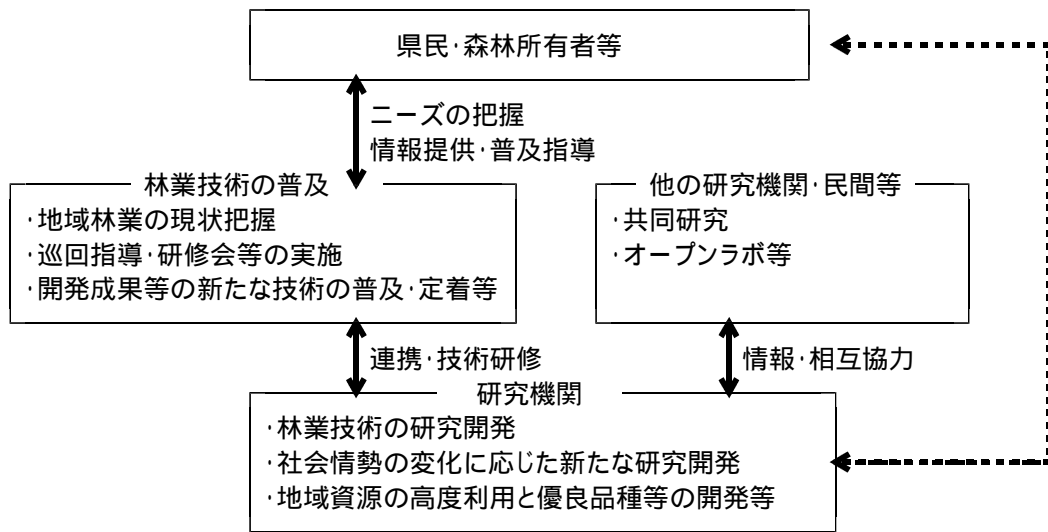 県民・森林所有者等
ニーズの把握
情報提供・普及指導
林業技術の普及
・地域林業の現状把握
・巡回指導・研修会等の実施
・開発成果等の新たな技術の普及・定着等
他の研究機関・民間等
・共同研究
・オープンラボ等
連携・技術研修
情報・相互協力
研究機関
・林業技術の研究開発
・社会情勢の変化に応じた新たな研究開発
・地域資源の高度利用と優良品種等の開発等